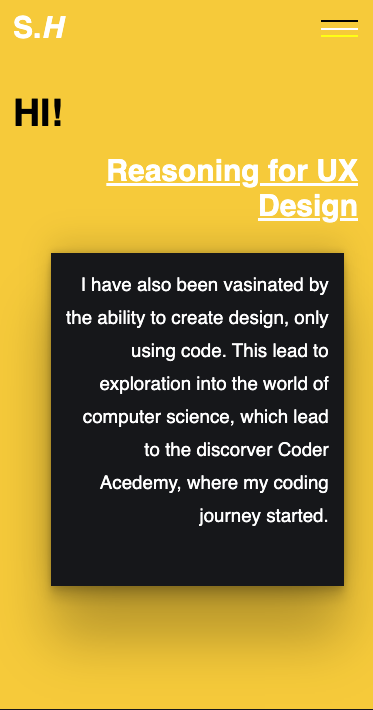 S.H
HI!
Reasoning for UX
Design
I have also been vasinated by
the ability to create design, only
using code. This lead to
exploration into the world of
computer science, which lead
to the discorver Coder
Acedemy, where my coding
journey started.